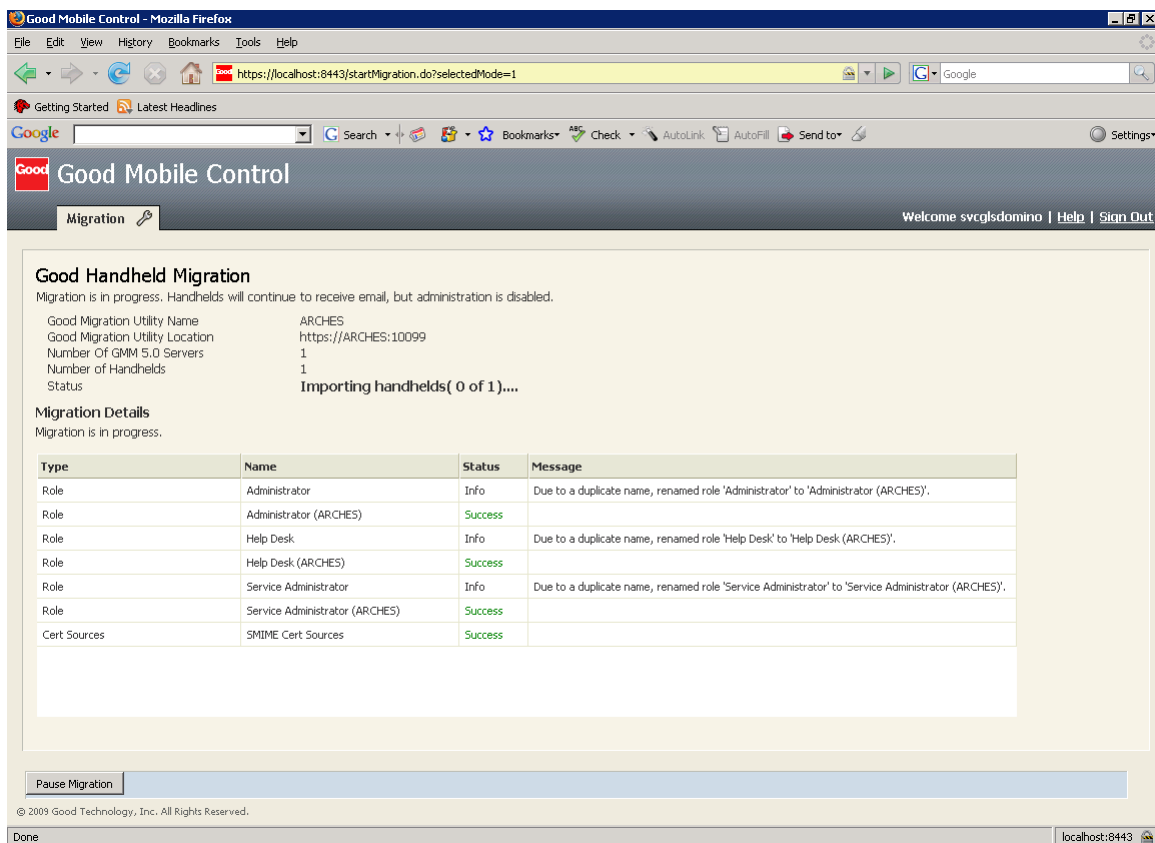 Good Mobile Control - Mozilla Firefox
File Edit View History Bookmarks Tools Help
Good https://localhost:8443/startMigration.do?selectedMode=1 G Google
Getting Started Latest Headlines
Google G Search Bookmarks ABC Check AutoLink AutoFill Send to Settings
Good Good Mobile Control
Migration Welcome svcglsdomino | Help | Sign Out
Good Handheld Migration
Migration is in progress. Handhelds will continue to receive email, but administration is disabled.
Good Migration Utility Name ARCHES
Good Migration Utility Location https://ARCHES:10099
Number Of GMM 5.0 Servers 1
Number of Handhelds 1
Status Importing handhelds( 0 of 1)....
Migration Details
Migration is in progress.
Type Name Status Message
Role Administrator Info Due to a duplicate name, renamed role 'Administrator' to 'Administrator (ARCHES)'.
Role Administrator (ARCHES) Success
Role Help Desk Info Due to a duplicate name, renamed role 'Help Desk' to 'Help Desk (ARCHES)'.
Role Help Desk (ARCHES) Success
Role Service Administrator Info Due to a duplicate name, renamed role 'Service Administrator' to 'Service Administrator (ARCHES)'.
Role Service Administrator (ARCHES) Success
Cert Sources SMIME Cert Sources Success
Pause Migration
© 2009 Good Technology, Inc. All Rights Reserved.
Done localhost:8443